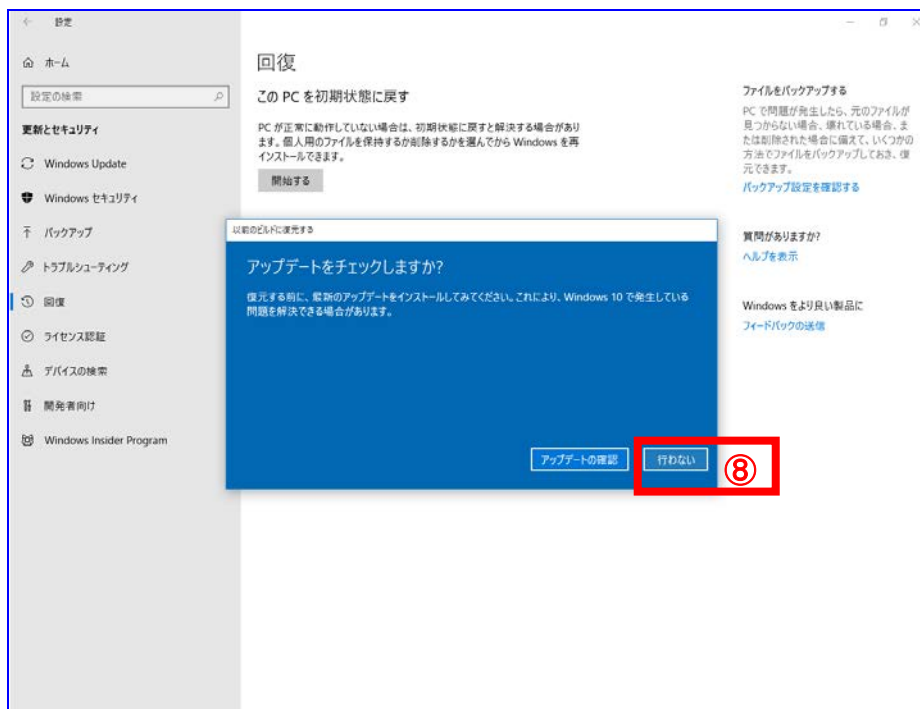 設定
ホーム
設定の検索
更新とセキュリティ
Windows Update
Windows セキュリティ
バックアップ
トラブルシューティング
回復
ライセンス認証
デバイスの検索
開発者向け
Windows Insider Program
回復
この PC を初期状態に戻す
PC が正常に動作していない場合は、初期状態に戻すと解決する場合があり
ます。個人用のファイルを保持するか削除するかを選んでから Windows を再
インストールできます。
開始する
以前のビルドに復元する
アップデートをチェックしますか?
復元する前に、最新のアップデートをインストールしてみてください。これにより、Windows 10 で発生している
問題を解決できる場合があります。
アップデートの確認
行わない
⑧
ファイルをバックアップする
PC で問題が発生したら、元のファイルが
見つからない場合、壊れている場合、ま
たは削除された場合に備えて、いくつかの
方法でファイルをバックアップしておき、復
元できます。
バックアップ設定を確認する
質問がありますか?
ヘルプを表示
Windows をより良い製品に
フィードバックの送信